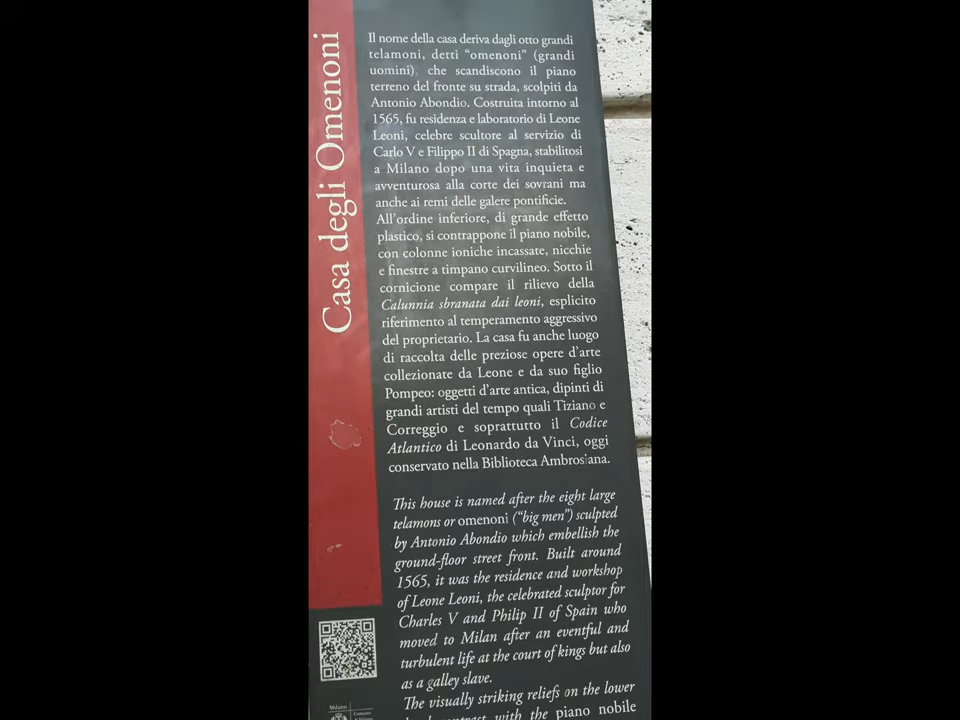 Casa degli Omenoni
Il nome della casa deriva dagli otto grandi
telamoni, detti “omenoni” (grandi
uomini), che scandiscono il piano
terreno del fronte su strada, scolpiti da
Antonio Abondio. Costruita intorno al
1565, fu residenza e laboratorio di Leone
Leoni, celebre scultore al servizio di
Carlo V e Filippo II di Spagna, stabilitosi
a Milano dopo una vita inquieta e
avventurosa alla corte dei sovrani ma
anche ai remi delle galere pontificie.
All’ordine inferiore, di grande effetto
plastico, si contrappone il piano nobile,
con colonne ioniche incassate, nicchie
e finestre a timpano curvilineo. Sotto il
cornicione compare il rilievo della
Calunnia sbranata dai leoni, esplicito
riferimento al temperamento aggressivo
del proprietario. La casa fu anche luogo
di raccolta delle preziose opere d’arte
collezionate da Leone e da suo figlio
Pompeo: oggetti d’arte antica, dipinti di
grandi artisti del tempo quali Tiziano e
Correggio e soprattutto il Codice
Atlantico di Leonardo da Vinci, oggi
conservato nella Biblioteca Ambrosiana.
This house is named after the eight large
telamons or omenoni (“big men”) sculpted
by Antonio Abondio which embellish the
ground-floor street front. Built around
1565, it was the residence and workshop
of Leone Leoni, the celebrated sculptor for
Charles V and Philip II of Spain who
moved to Milan after an eventful and
turbulent life at the court of kings but also
as a galley slave.
The visually striking reliefs on the lower
contrast with the piano nobile
Milano
Comune
di Milano